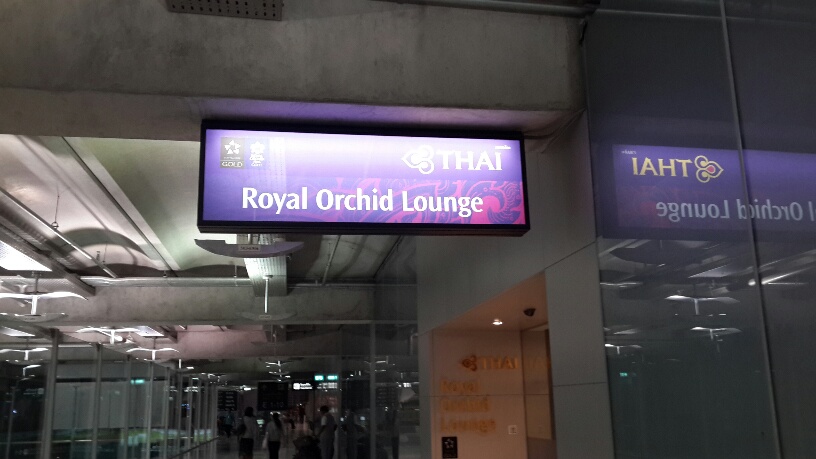 GOLD
THAI
Royal Orchid Lounge
THAI
Royal Orchid Lounge
THAI
Royal
Orchid
Lounge